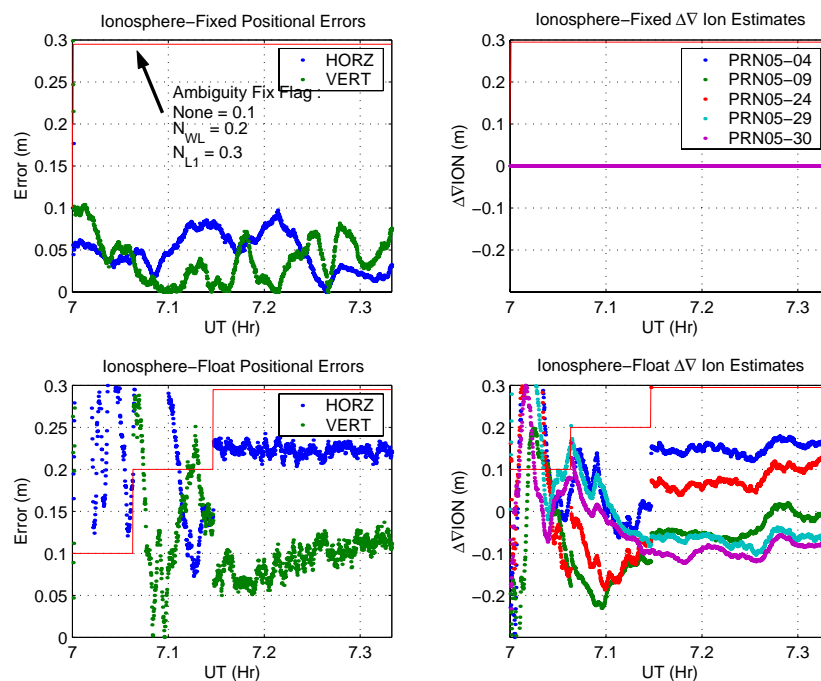 Ionosphere−Fixed Positional Errors
0.3
0.25
0.2
0.15
0.1
0.05
0
Error (m)
HORZ
VERT
Ambiguity Fix Flag :
None = 0.1
N_WL = 0.2
N_L1 = 0.3
7
7.1
7.2
7.3
UT (Hr)
Ionosphere−Fixed Δ∇ Ion Estimates
0.3
0.2
0.1
0
−0.1
−0.2
Δ∇ION (m)
PRN05−04
PRN05−09
PRN05−24
PRN05−29
PRN05−30
7
7.1
7.2
7.3
UT (Hr)
Ionosphere−Float Positional Errors
0.3
0.25
0.2
0.15
0.1
0.05
0
Error (m)
HORZ
VERT
7
7.1
7.2
7.3
UT (Hr)
Ionosphere−Float Δ∇ Ion Estimates
0.3
0.2
0.1
0
−0.1
−0.2
Δ∇ION (m)
7
7.1
7.2
7.3
UT (Hr)